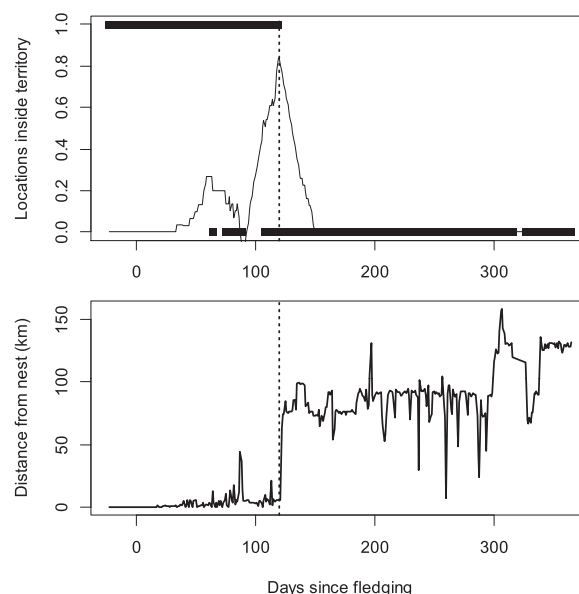 Locations inside territory
1.0
0.8
0.6
0.4
0.2
0.0
0 100 200 300
Distance from nest (km)
150
100
50
0
0 100 200 300
Days since fledging